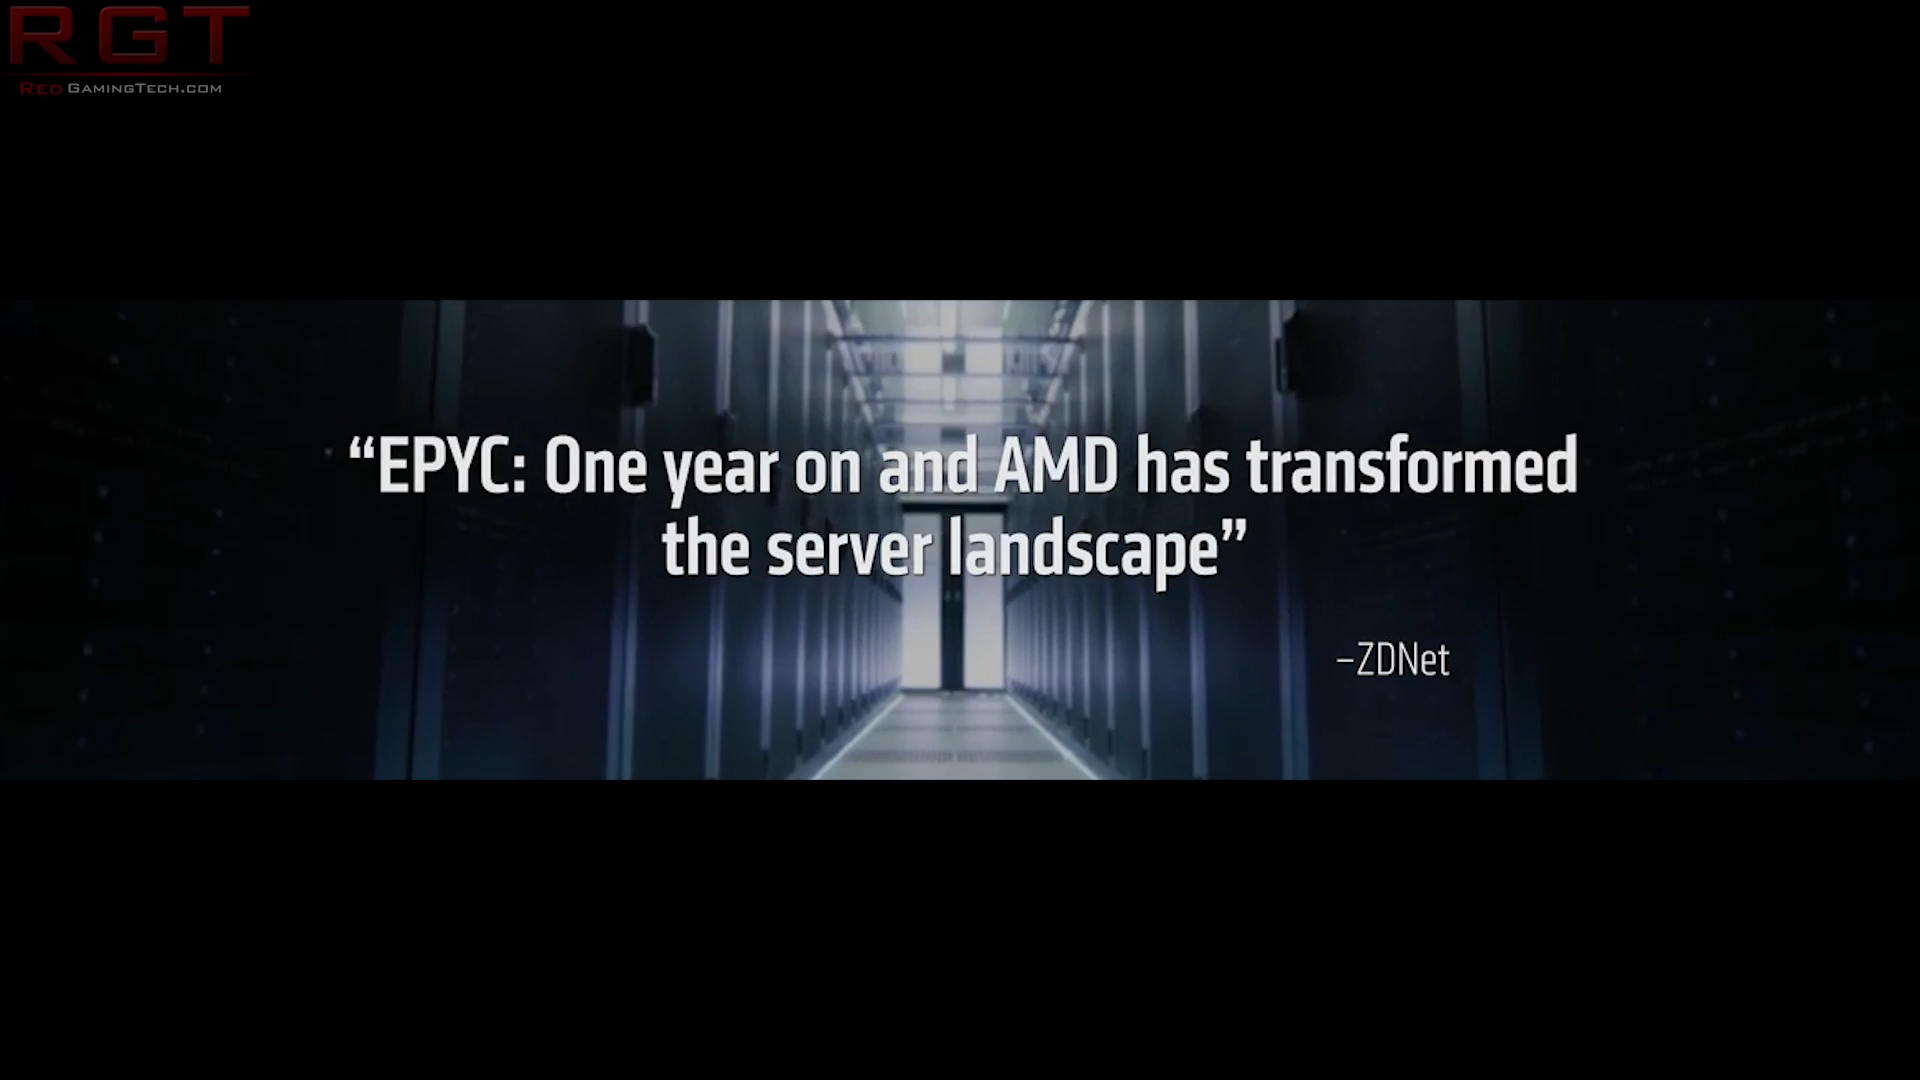 RGT
RedGamingTech.com
“EPYC: One year on and AMD has transformed
the server landscape”
–ZDNet